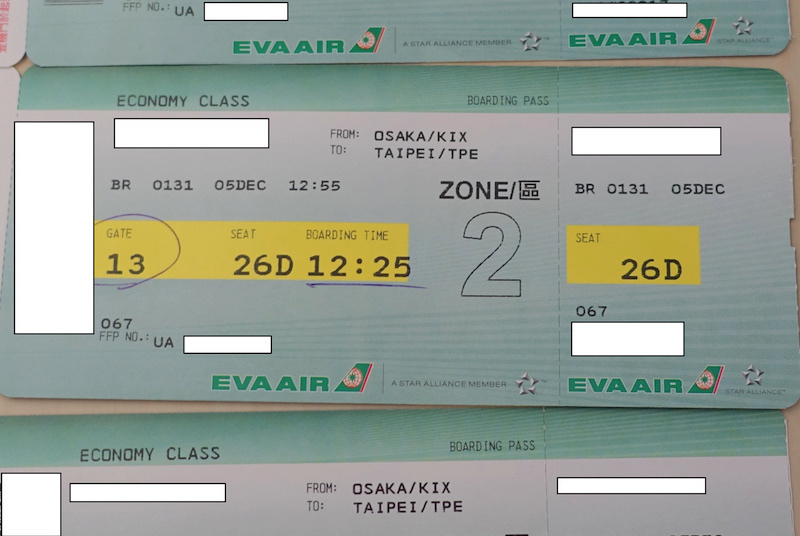 FFP NO.: UA
EVA AIR
A STAR ALLIANCE MEMBER
EVA AIR
STAR ALLIANCE
ECONOMY CLASS
BOARDING PASS
FROM: OSAKA/KIX
TO: TAIPEI/TPE
BR 0131 05DEC 12:55
ZONE/區
2
BR 0131 05DEC
GATE SEAT BOARDING TIME
13 26D 12:25
SEAT
26D
067
FFP NO.: UA
067
EVA AIR
A STAR ALLIANCE MEMBER
EVA AIR
STAR ALLIANCE
ECONOMY CLASS
BOARDING PASS
FROM: OSAKA/KIX
TO: TAIPEI/TPE